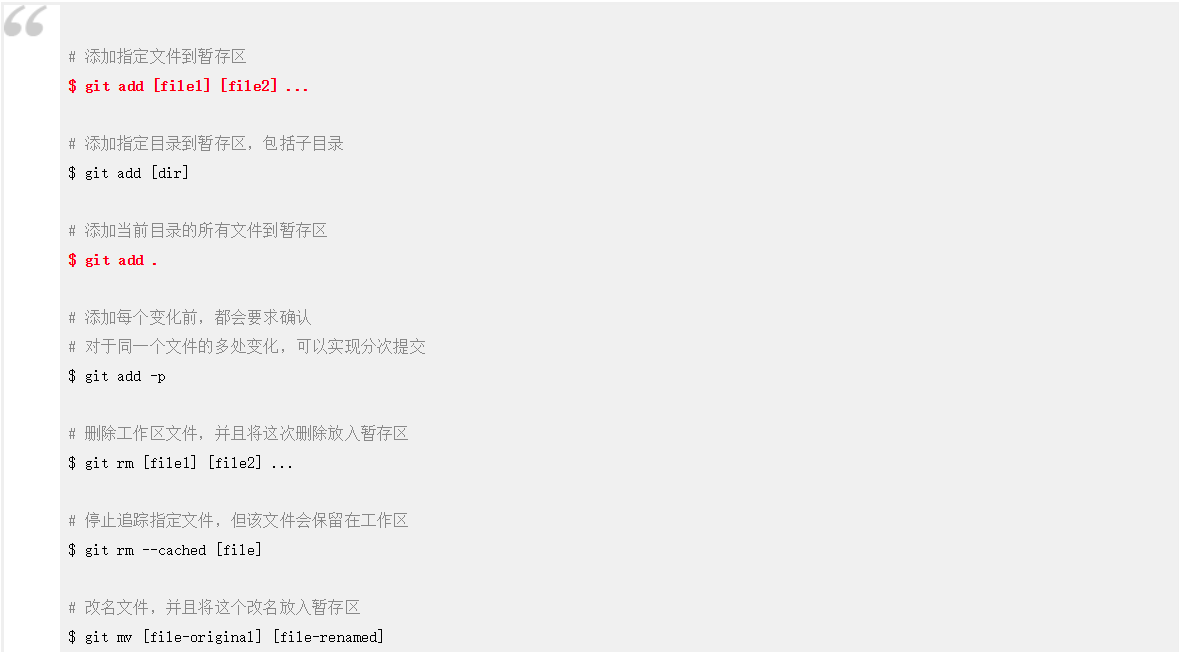 # 添加指定文件到暂存区
$ git add [file1] [file2] ...
# 添加指定目录到暂存区，包括子目录
$ git add [dir]
# 添加当前目录的所有文件到暂存区
$ git add .
# 添加每个变化前，都会要求确认
# 对于同一个文件的多处变化，可以实现分次提交
$ git add -p
# 删除工作区文件，并且将这次删除放入暂存区
$ git rm [file1] [file2] ...
# 停止追踪指定文件，但该文件会保留在工作区
$ git rm --cached [file]
# 改名文件，并且将这个改名放入暂存区
$ git mv [file-original] [file-renamed]